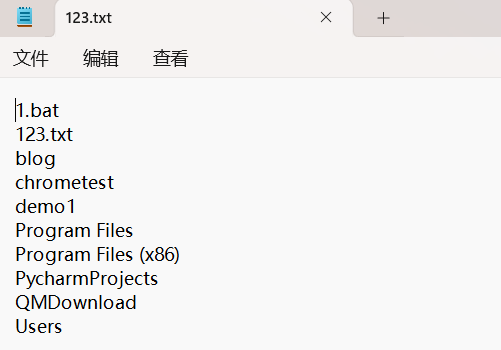 123.txt
文件 编辑 查看
1.bat
123.txt
blog
chrometest
demo1
Program Files
Program Files (x86)
PycharmProjects
QMDownload
Users